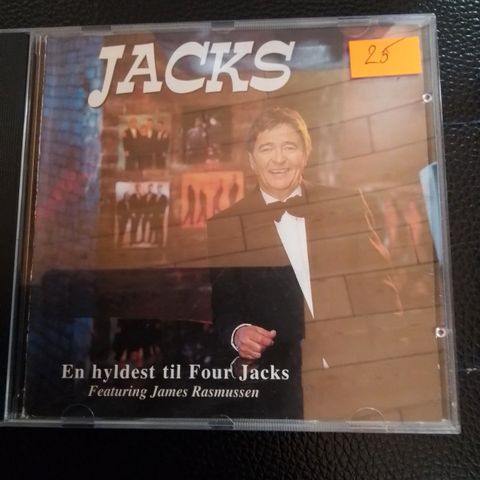 JACKS
25
En hyldest til Four Jacks
Featuring James Rasmussen